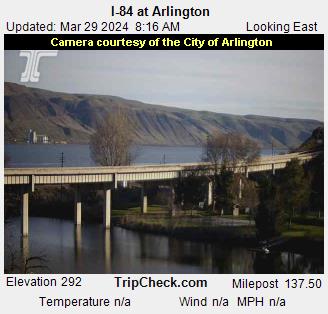 I-84 at Arlington
Updated: Mar 29 2024 8:16 AM Looking East
Camera courtesy of the City of Arlington
Elevation 292 TripCheck.com Milepost 137.50
Temperature n/a Wind n/a MPH n/a